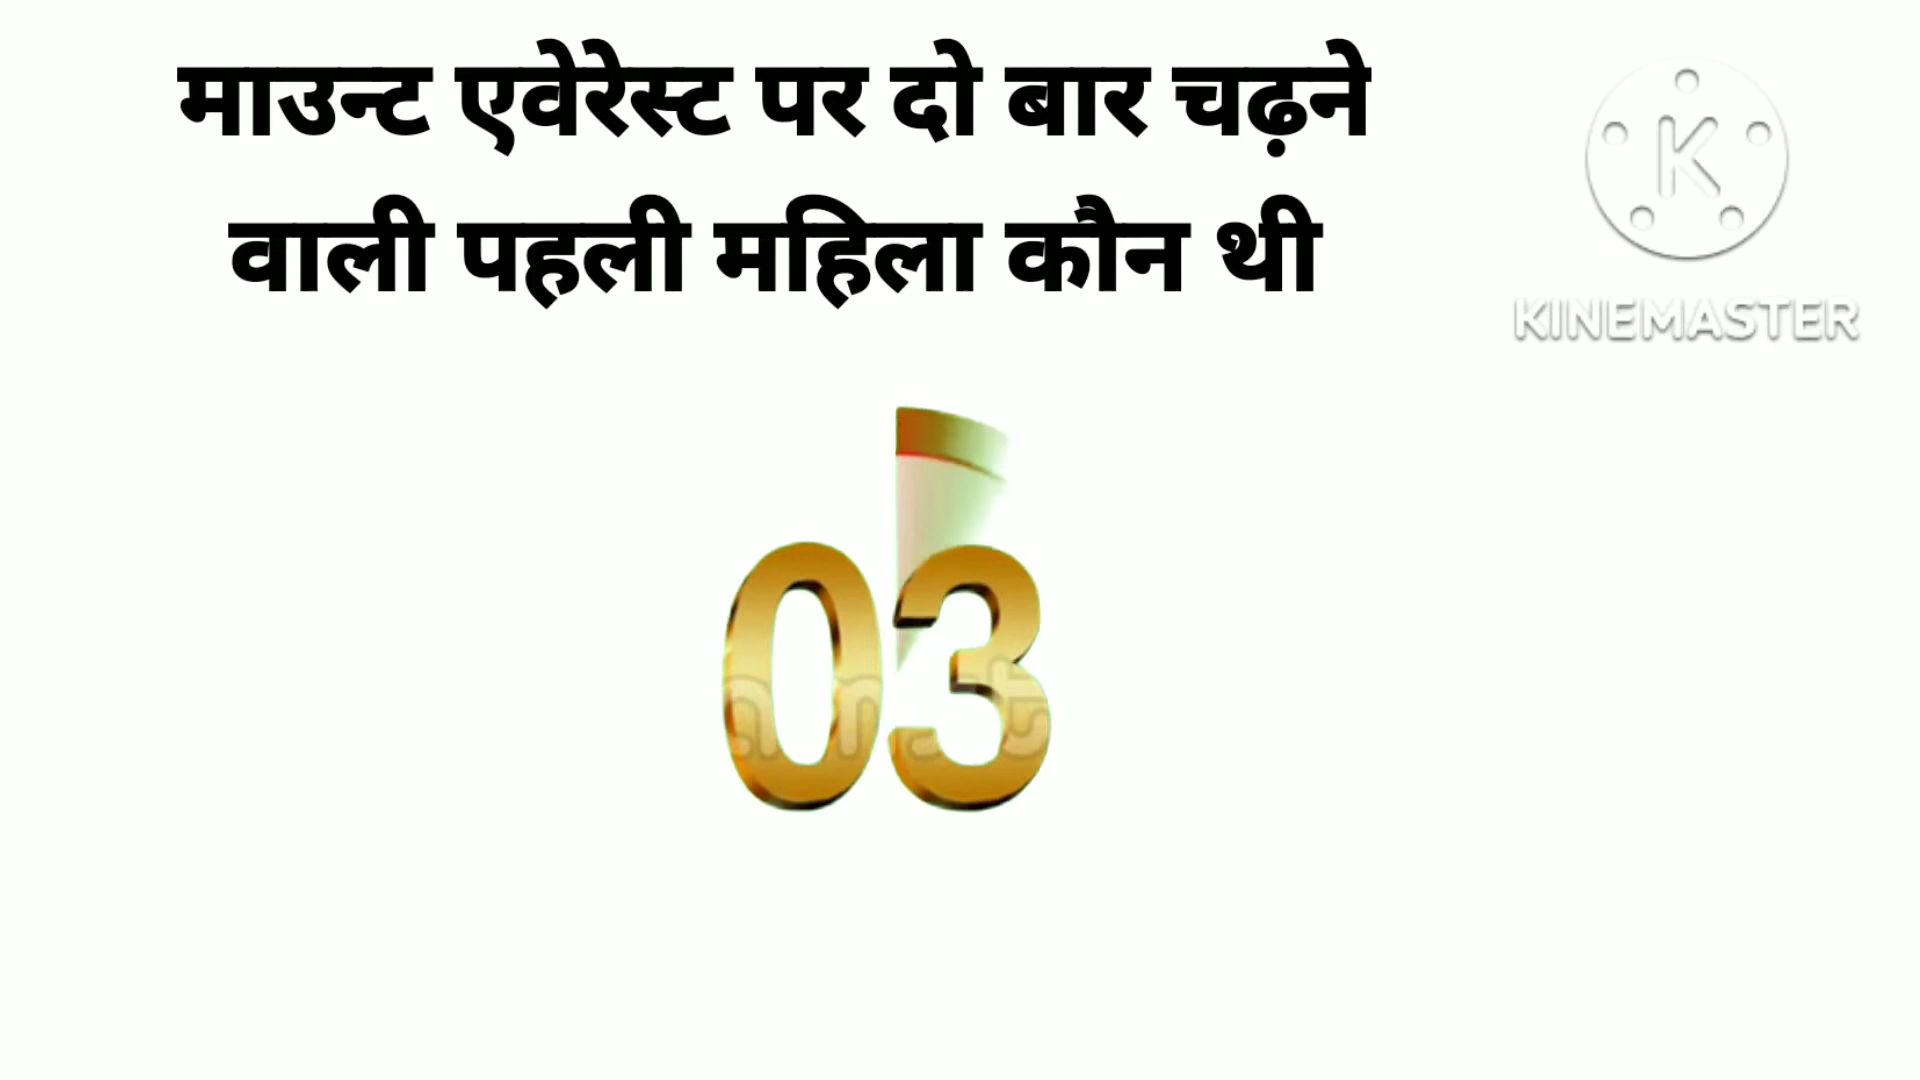 माउन्ट एवेरेस्ट पर दो बार चढ़ने
वाली पहली महिला कौन थी
KINEMASTER
03